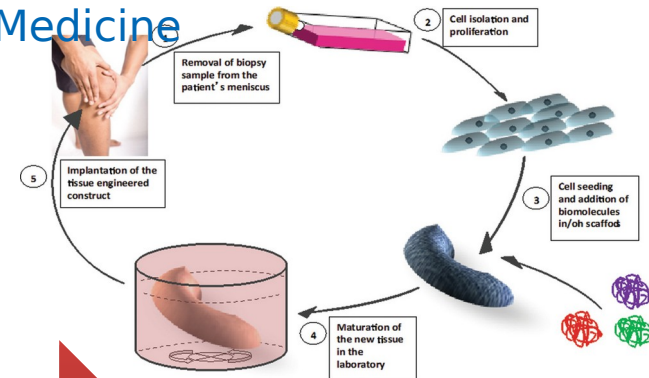 Medicine
2
Cell isolation and
proliferation
Removal of biopsy
sample from the
patient's meniscus
5
Implantation of the
tissue engineered
construct
3
Cell seeding
and addition of
biomolecules
in/oh scaffods
4
Maturation of
the new tissue
in the
laboratory